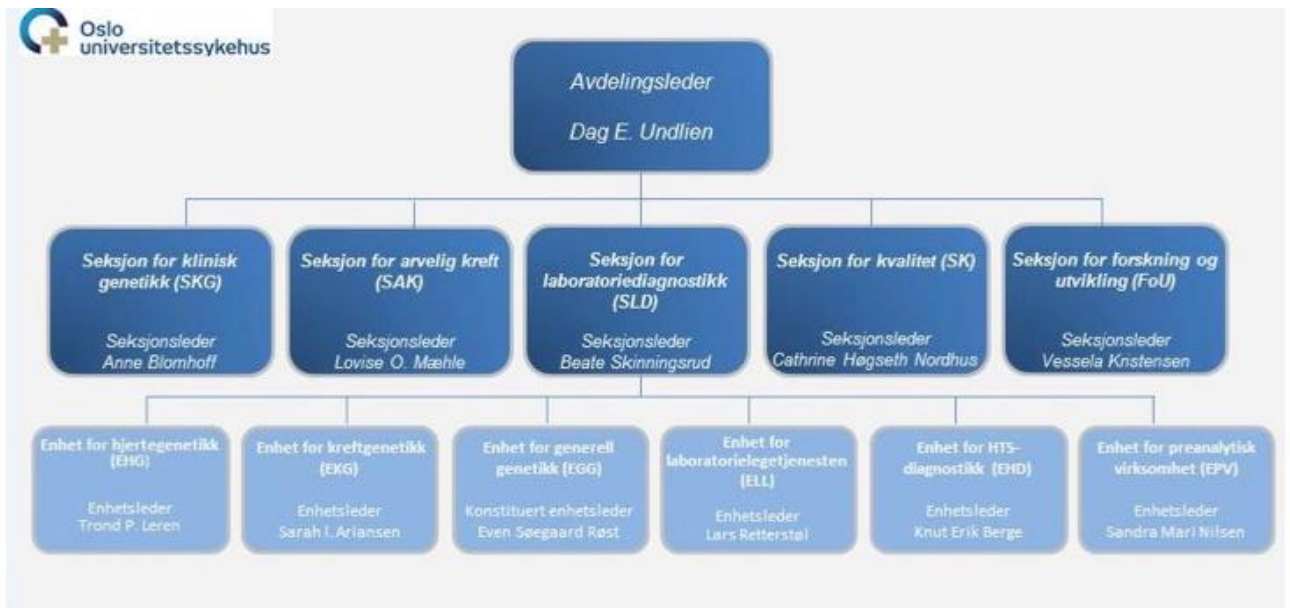 Oslo
universitetssykehus
Avdelingsleder
Dag E. Undlien
Seksjon for klinisk
genetikk (SKG)
Seksjonsleder
Anne Blomhoff
Seksjon for arvelig kreft
(SAK)
Seksjonsleder
Lovise O. Mæhle
Seksjon for
laboratoriediagnostikk
(SLD)
Seksjonsleder
Beate Skinningsrud
Seksjon for kvalitet (SK)
Seksjonsleder
Cathrine Høgseth Nordhus
Seksjon for forskning og
utvikling (FoU)
Seksjonsleder
Vessela Kristensen
Enhet for hjertegenetikk
(EHG)
Enhetsleder
Trond P. Leren
Enhet for kreftgenetikk
(EKG)
Enhetsleder
Sarah I. Ariansen
Enhet for generell
genetikk (EGG)
Konstituert enhetsleder
Even Søegaard Røst
Enhet for
laboratorielegetjenesten
(ELL)
Enhetsleder
Lars Retterstøl
Enhet for HTS-
diagnostikk (EHD)
Enhetsleder
Knut Erik Berge
Enhet for preanalytisk
virksomhet (EPV)
Enhetsleder
Sandra Mari Nilsen